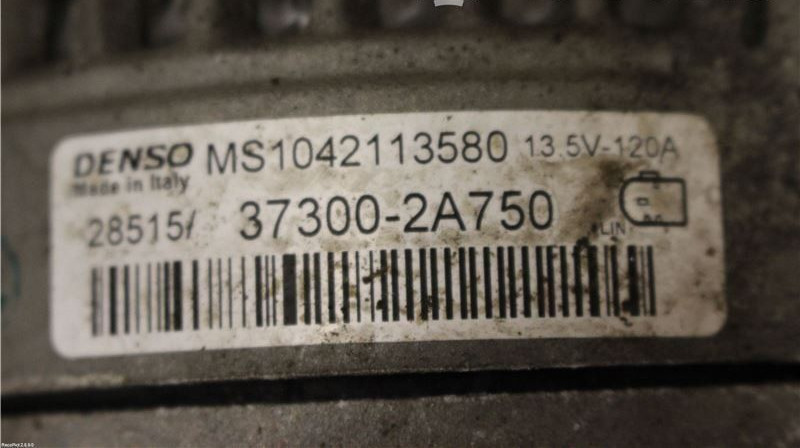 DENSO MS1042113580 13.5V-120A
Made in Italy
28515/ 37300-2A750
LIN